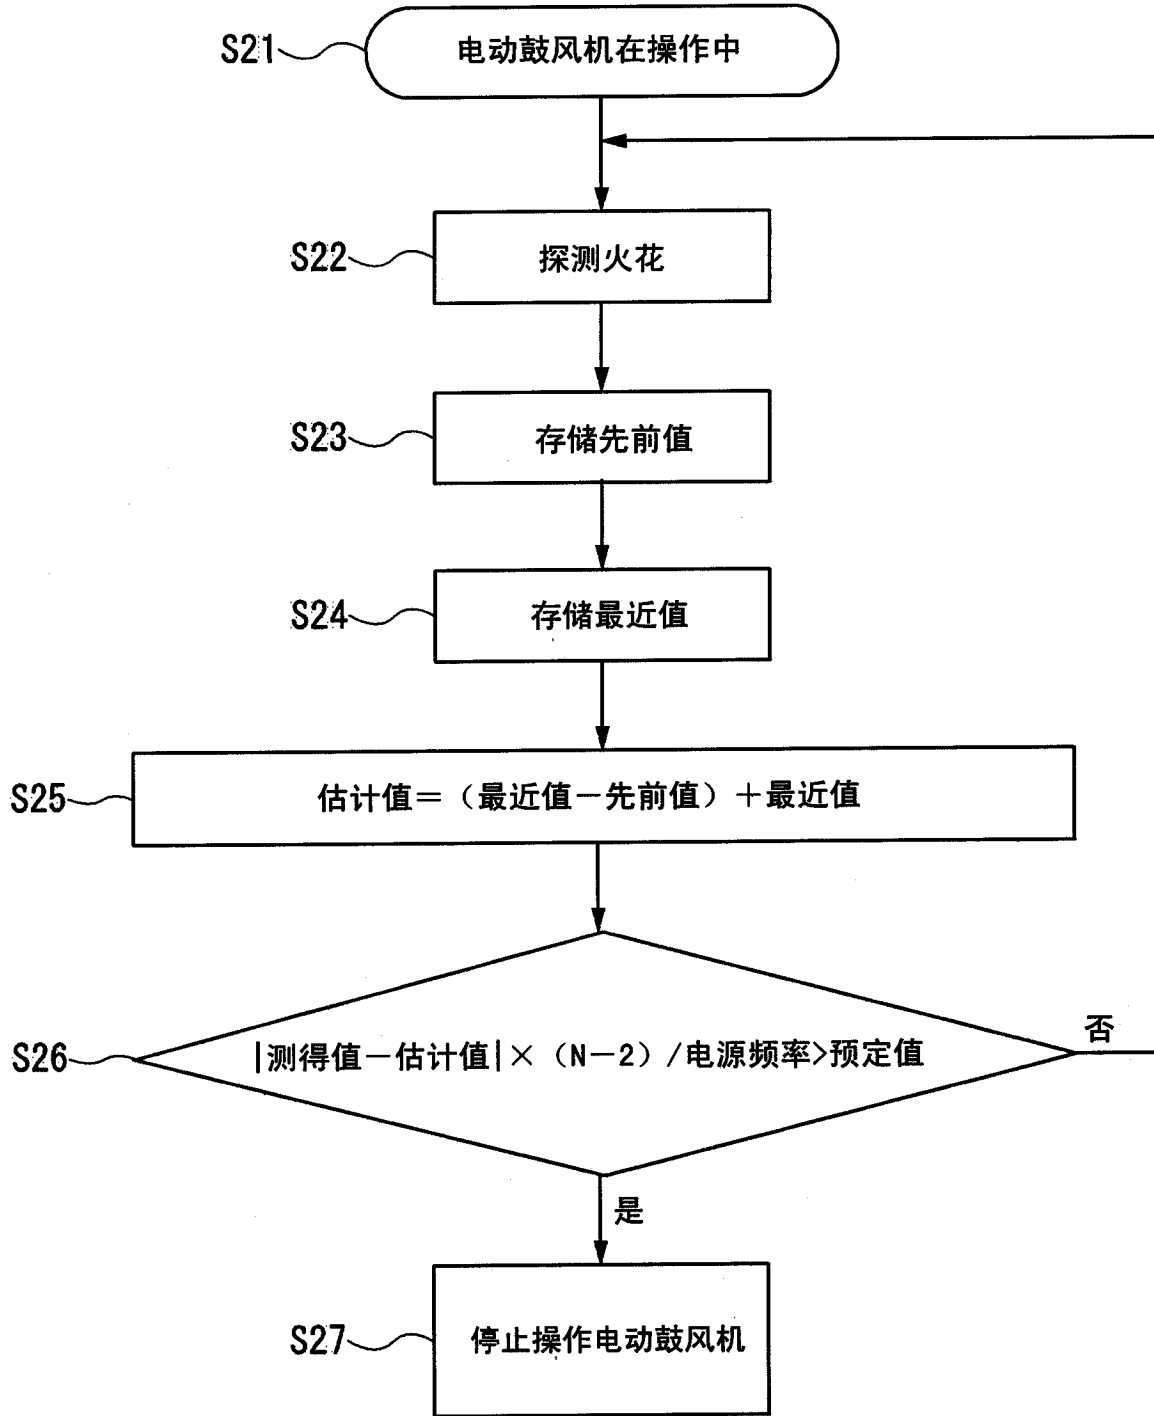 S21 电动鼓风机在操作中
S22 探测火花
S23 存储先前值
S24 存储最近值
S25 估计值＝（最近值－先前值）＋最近值
S26 |测得值－估计值|×（N－2）/电源频率>预定值
否
是
S27 停止操作电动鼓风机